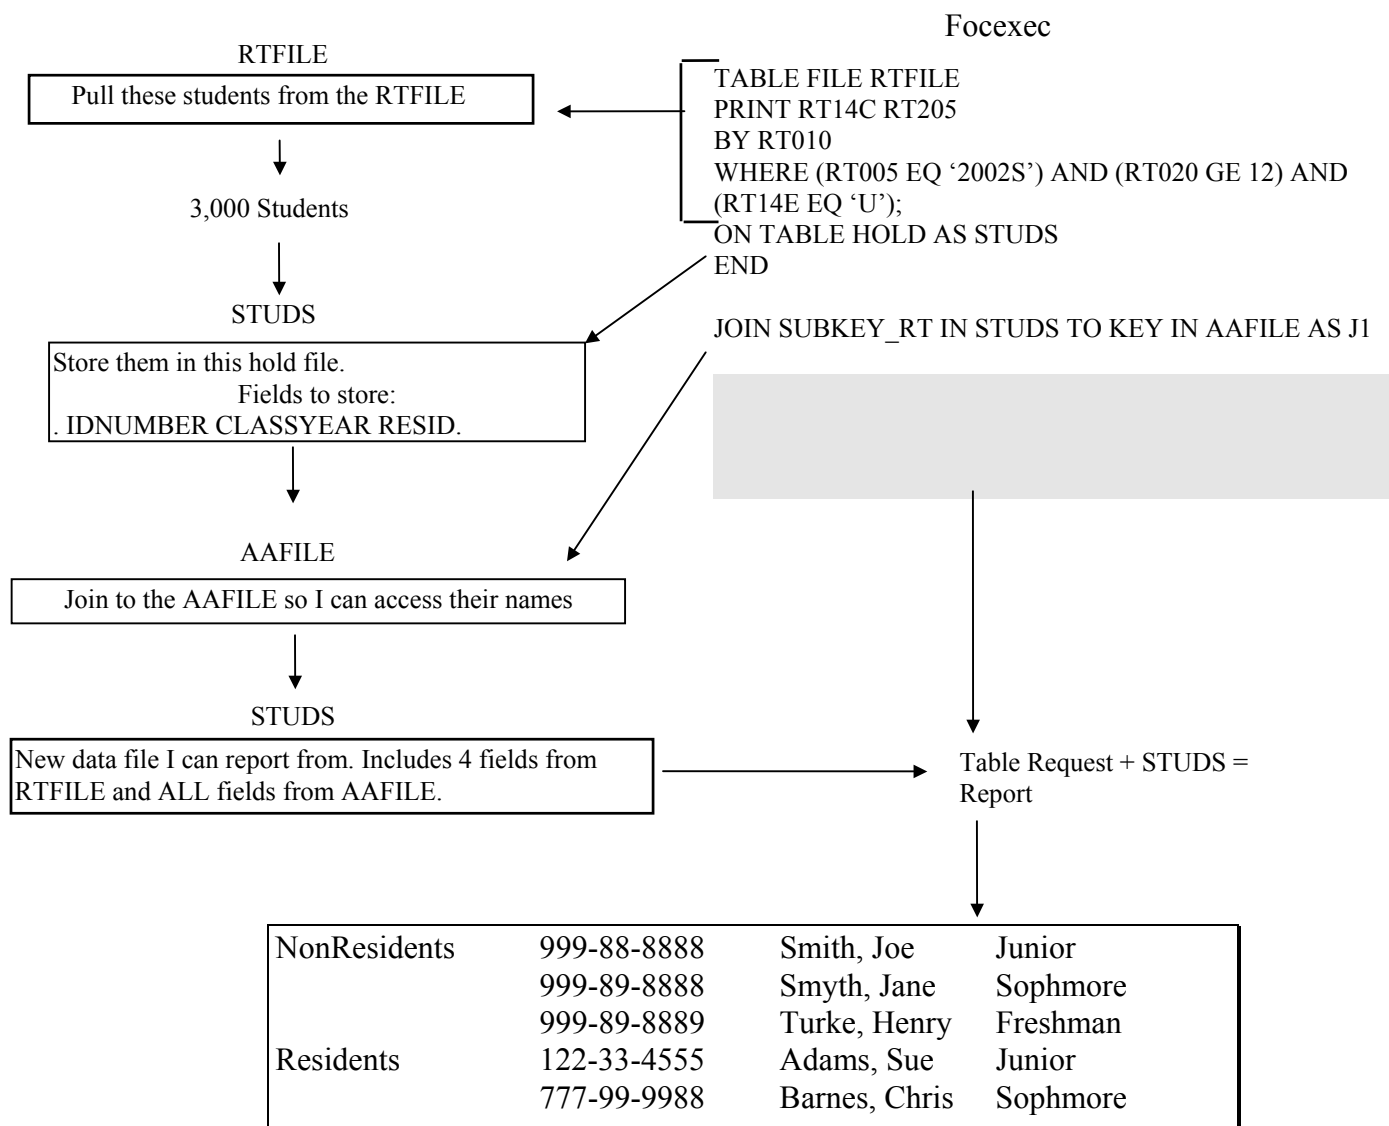 Focexec
RTFILE
Pull these students from the RTFILE
3,000 Students
STUDS
Store them in this hold file.
Fields to store:
. IDNUMBER CLASSYEAR RESID.
AAFILE
Join to the AAFILE so I can access their names
STUDS
New data file I can report from. Includes 4 fields from
RTFILE and ALL fields from AAFILE.
TABLE FILE RTFILE
PRINT RT14C RT205
BY RT010
WHERE (RT005 EQ ‘2002S’) AND (RT020 GE 12) AND
(RT14E EQ ‘U’);
ON TABLE HOLD AS STUDS
END
JOIN SUBKEY_RT IN STUDS TO KEY IN AAFILE AS J1
Table Request + STUDS =
Report
NonResidents 999-88-8888 Smith, Joe Junior
999-89-8888 Smyth, Jane Sophmore
999-89-8889 Turke, Henry Freshman
Residents 122-33-4555 Adams, Sue Junior
777-99-9988 Barnes, Chris Sophmore